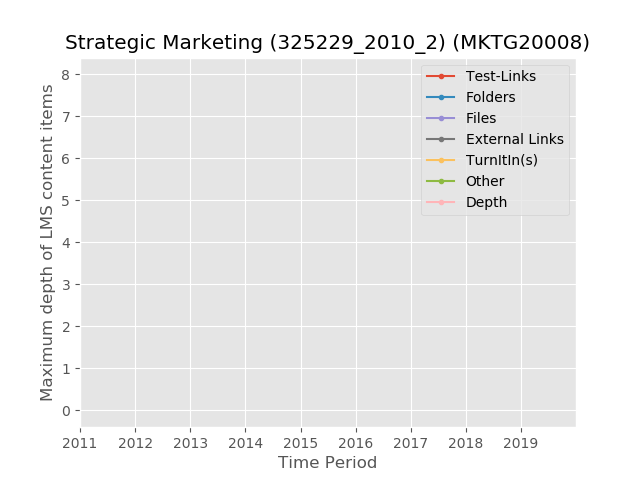 Strategic Marketing (325229_2010_2) (MKTG20008)
Maximum depth of LMS content items
8
7
6
5
4
3
2
1
0
Test-Links
Folders
Files
External Links
TurnItIn(s)
Other
Depth
2011 2012 2013 2014 2015 2016 2017 2018 2019
Time Period